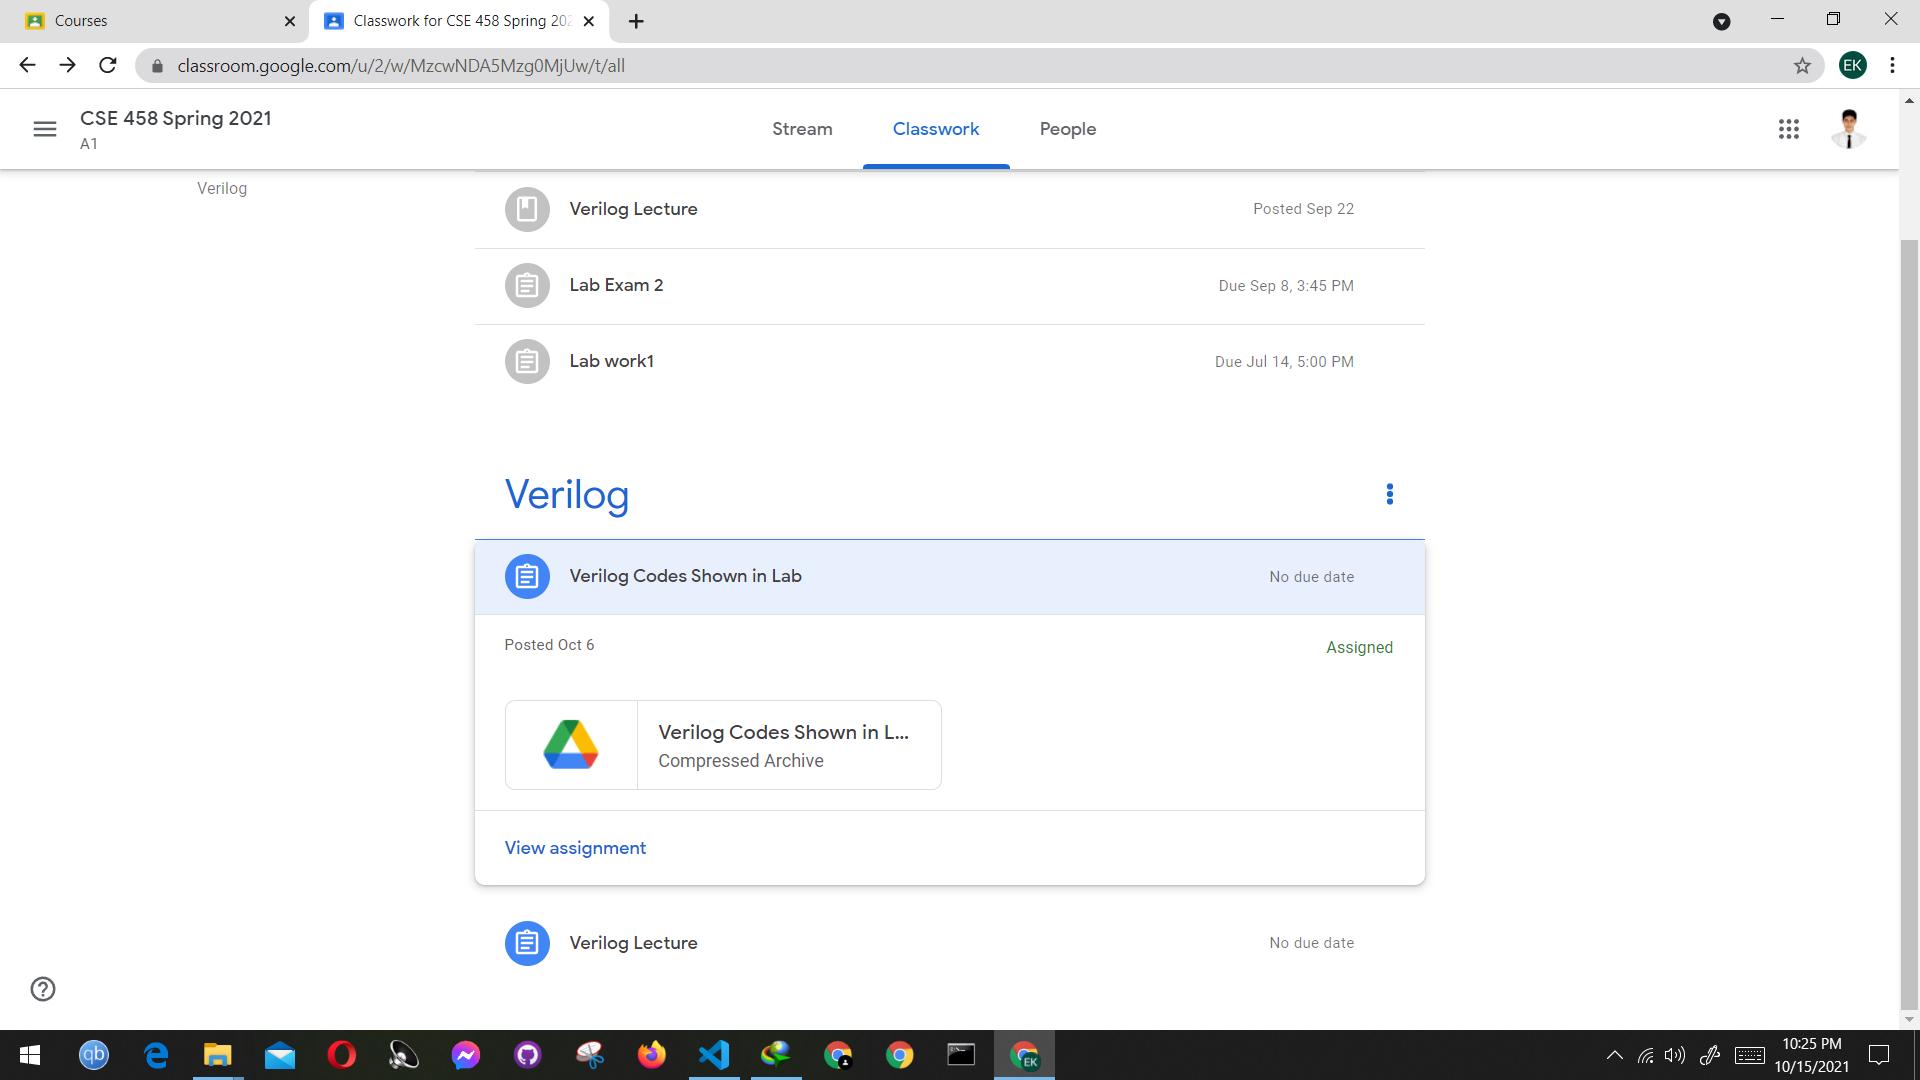 Courses
Classwork for CSE 458 Spring 202
classroom.google.com/u/2/w/MzcwNDA5Mzg0MjUw/t/all
EK
CSE 458 Spring 2021
A1
Stream
Classwork
People
Verilog
Verilog Lecture
Posted Sep 22
Lab Exam 2
Due Sep 8, 3:45 PM
Lab work1
Due Jul 14, 5:00 PM
Verilog
Verilog Codes Shown in Lab
No due date
Posted Oct 6
Assigned
Verilog Codes Shown in L...
Compressed Archive
View assignment
Verilog Lecture
No due date
qb
EK
10:25 PM
10/15/2021